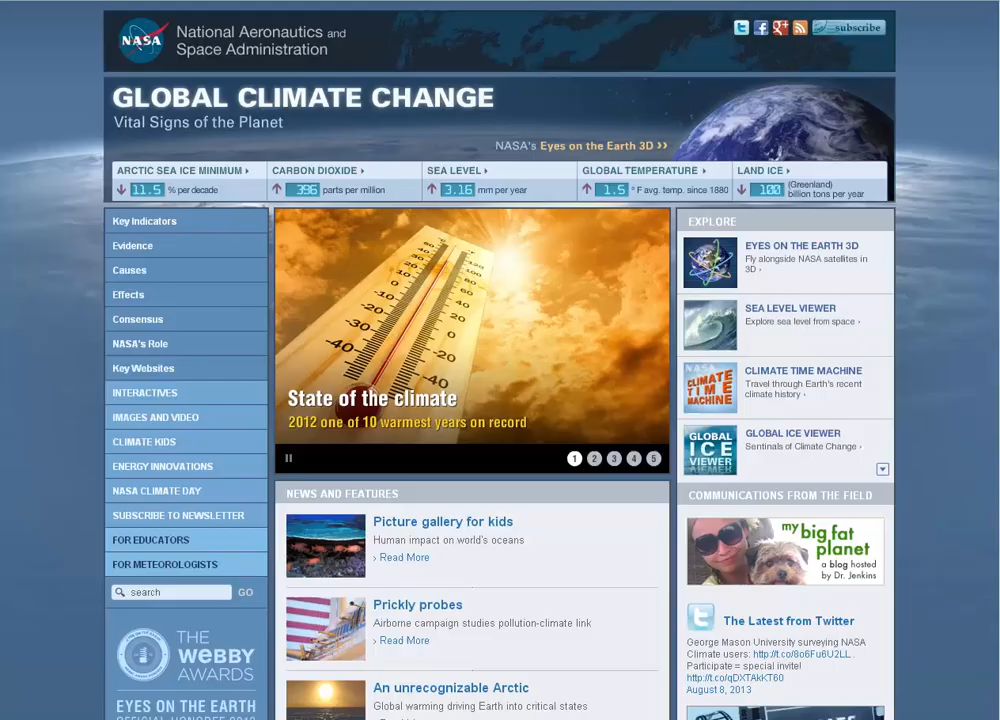 NASA
National Aeronautics and
Space Administration
subscribe
GLOBAL CLIMATE CHANGE
Vital Signs of the Planet
NASA's Eyes on the Earth 3D
ARCTIC SEA ICE MINIMUM
11.5 % per decade
CARBON DIOXIDE
396 parts per million
SEA LEVEL
3.16 mm per year
GLOBAL TEMPERATURE
1.5 ° F avg. temp. since 1880
LAND ICE
100 (Greenland)
billion tons per year
Key Indicators
Evidence
Causes
Effects
Consensus
NASA's Role
Key Websites
INTERACTIVES
IMAGES AND VIDEO
CLIMATE KIDS
ENERGY INNOVATIONS
NASA CLIMATE DAY
SUBSCRIBE TO NEWSLETTER
FOR EDUCATORS
FOR METEOROLOGISTS
search GO
THE
WEBBY
AWARDS
EYES ON THE EARTH
State of the climate
2012 one of 10 warmest years on record
1 2 3 4 5
NEWS AND FEATURES
Picture gallery for kids
Human impact on world's oceans
› Read More
Prickly probes
Airborne campaign studies pollution-climate link
› Read More
An unrecognizable Arctic
Global warming driving Earth into critical states
EXPLORE
EYES ON THE EARTH 3D
Fly alongside NASA satellites in
3D ›
SEA LEVEL VIEWER
Explore sea level from space ›
CLIMATE
TIME
MACHINE
CLIMATE TIME MACHINE
Travel through Earth's recent
climate history ›
GLOBAL
ICE
VIEWER
GLOBAL ICE VIEWER
Sentinals of Climate Change ›
COMMUNICATIONS FROM THE FIELD
my
big fat
planet
a blog hosted
by Dr. Jenkins
The Latest from Twitter
George Mason University surveying NASA
Climate users: http://t.co/8o6Fu6U2LL .
Participate = special invite!
http://t.co/qDXTAkKT60
August 8, 2013